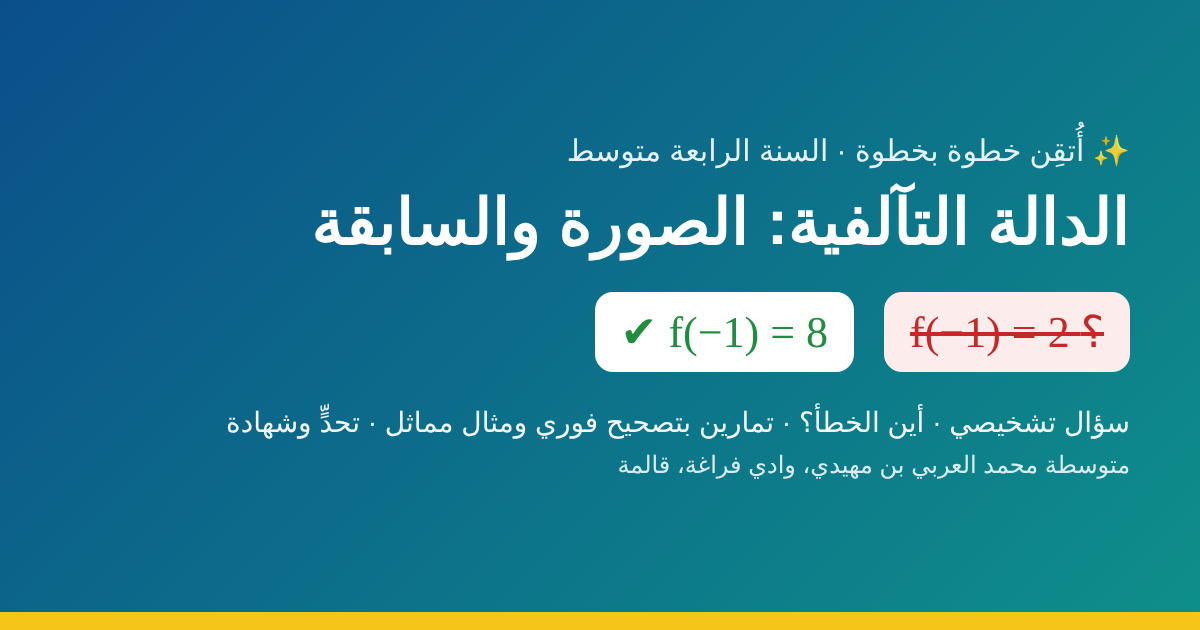 ✨ أُتقِن خطوة بخطوة · السنة الرابعة متوسط
الدالة التآلفية: الصورة والسابقة
f(−1) = 2 ؟
✔ f(−1) = 8
سؤال تشخيصي · أين الخطأ؟ · تمارين بتصحيح فوري ومثال مماثل · تحدٍّ وشهادة
متوسطة محمد العربي بن مهيدي، وادي فراغة، قالمة